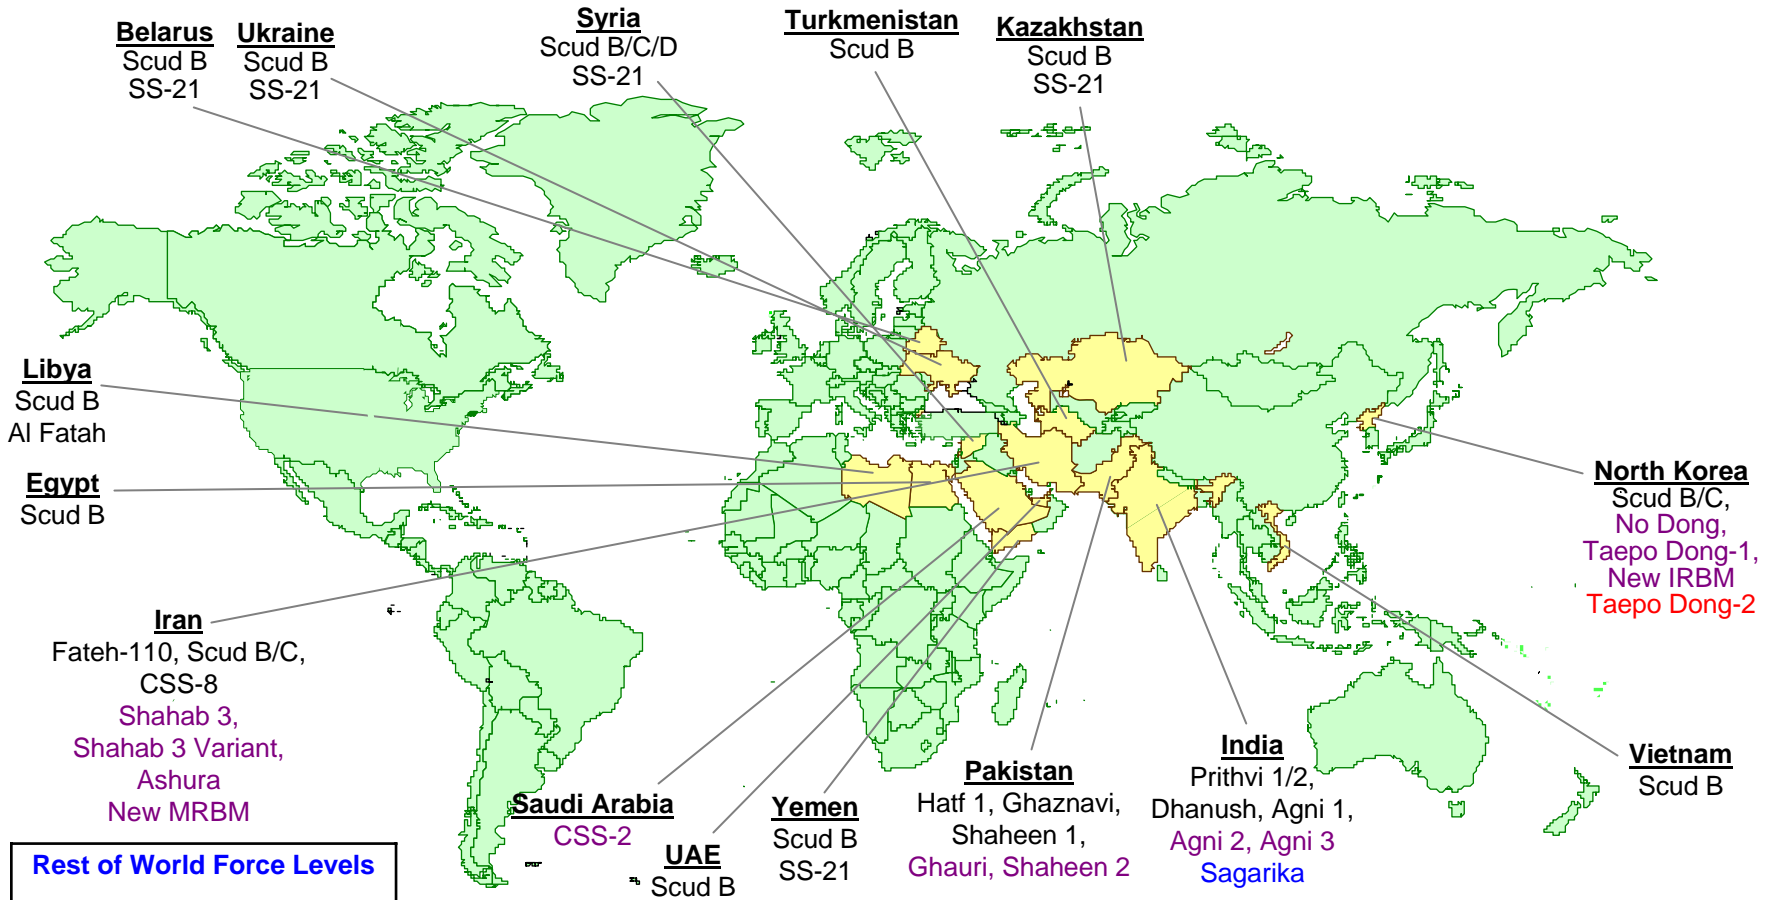 Belarus
Scud B
SS-21
Ukraine
Scud B
SS-21
Syria
Scud B/C/D
SS-21
Turkmenistan
Scud B
Kazakhstan
Scud B
SS-21
Libya
Scud B
Al Fatah
Egypt
Scud B
North Korea
Scud B/C,
No Dong,
Taepo Dong-1,
New IRBM
Taepo Dong-2
Iran
Fateh-110, Scud B/C,
CSS-8
Shahab 3,
Shahab 3 Variant,
Ashura
New MRBM
Saudi Arabia
CSS-2
UAE
Scud B
Yemen
Scud B
SS-21
Pakistan
Hatf 1, Ghaznavi,
Shaheen 1,
Ghauri, Shaheen 2
India
Prithvi 1/2,
Dhanush, Agni 1,
Agni 2, Agni 3
Sagarika
Vietnam
Scud B
Rest of World Force Levels